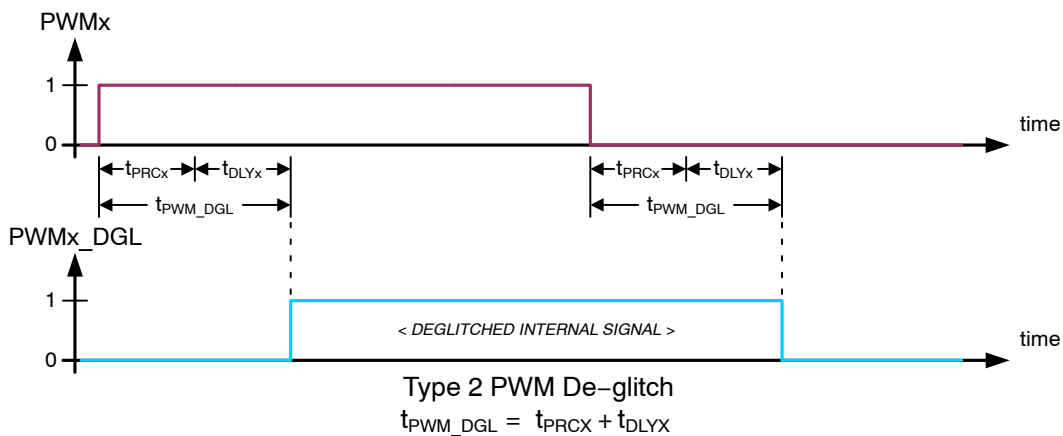 PWMx
1
time
0
tPRCx tDLYx tPRCx tDLYx
tPWM_DGL tPWM_DGL
PWMx_DGL
1
< DEGLITCHED INTERNAL SIGNAL >
time
0
Type 2 PWM De−glitch
tPWM_DGL = tPRCX + tDLYX